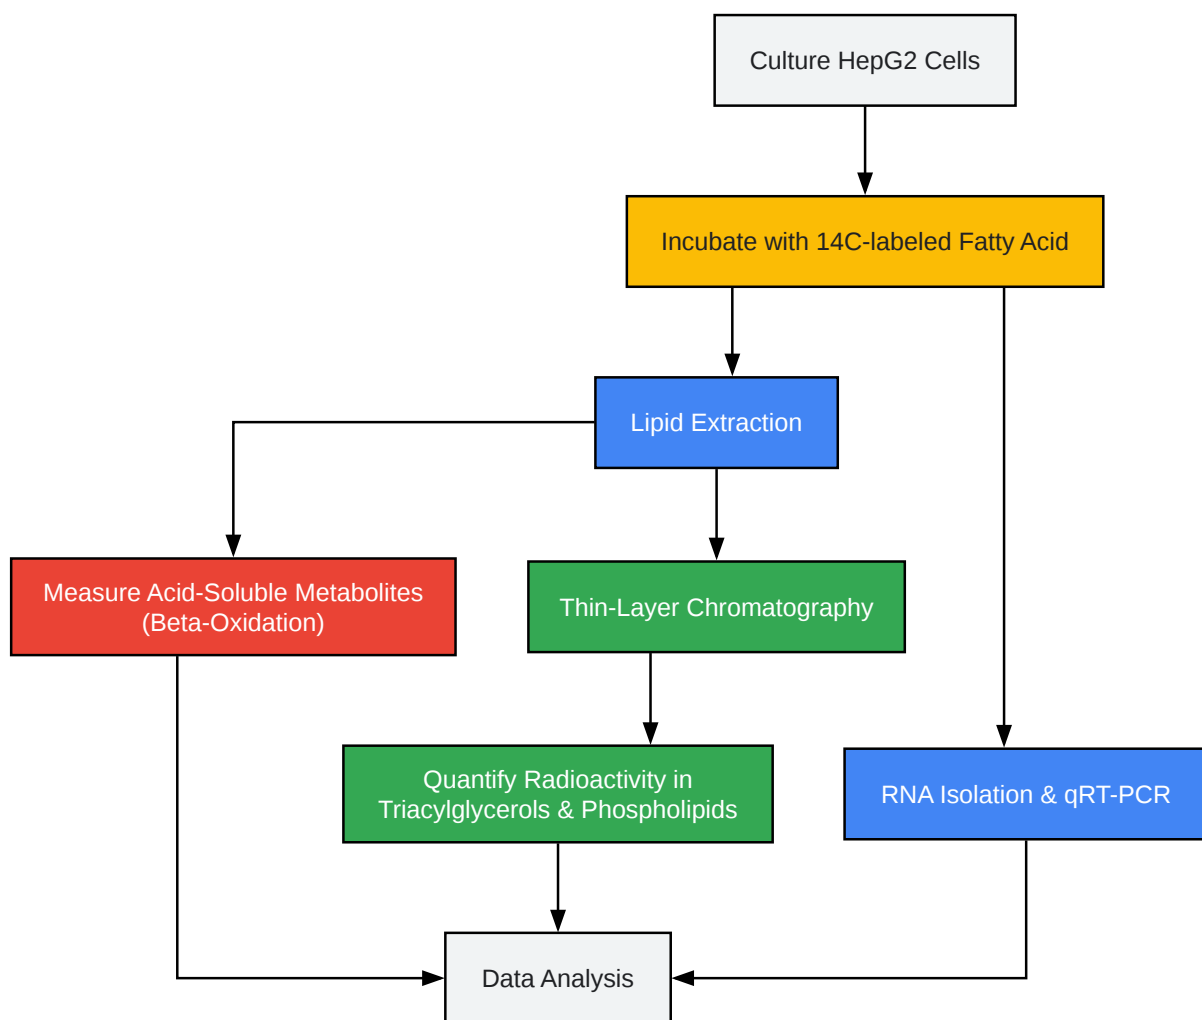 Culture HepG2 Cells
Incubate with 14C-labeled Fatty Acid
Lipid Extraction
Measure Acid-Soluble Metabolites
(Beta-Oxidation)
Thin-Layer Chromatography
Quantify Radioactivity in
Triacylglycerols & Phospholipids
RNA Isolation & qRT-PCR
Data Analysis